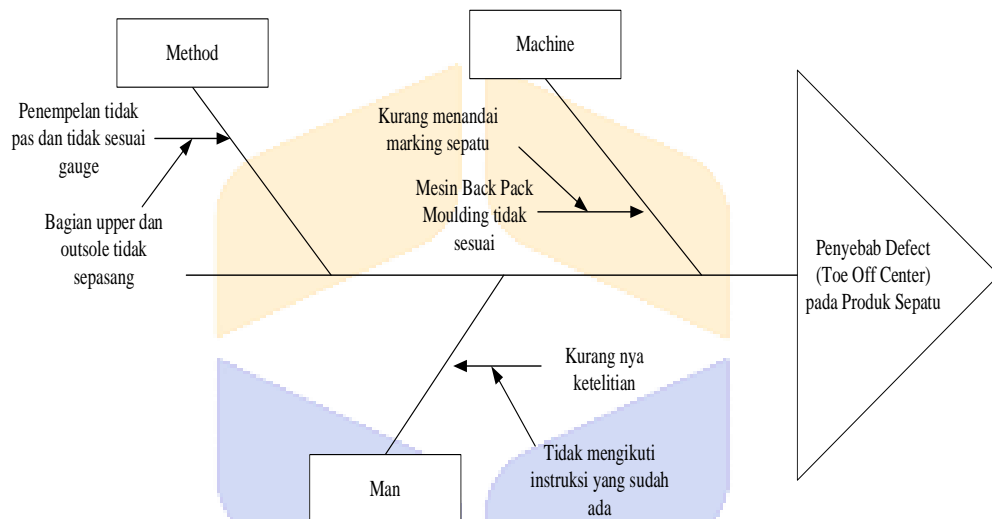 Method
Machine
Penempelan tidak
pas dan tidak sesuai
gauge
Kurang menandai
marking sepatu
Mesin Back Pack
Moulding tidak
sesuai
Bagian upper dan
outsole tidak
sepasang
Penyebab Defect
(Toe Off Center)
pada Produk Sepatu
Kurang nya
ketelitian
Tidak mengikuti
instruksi yang sudah
ada
Man